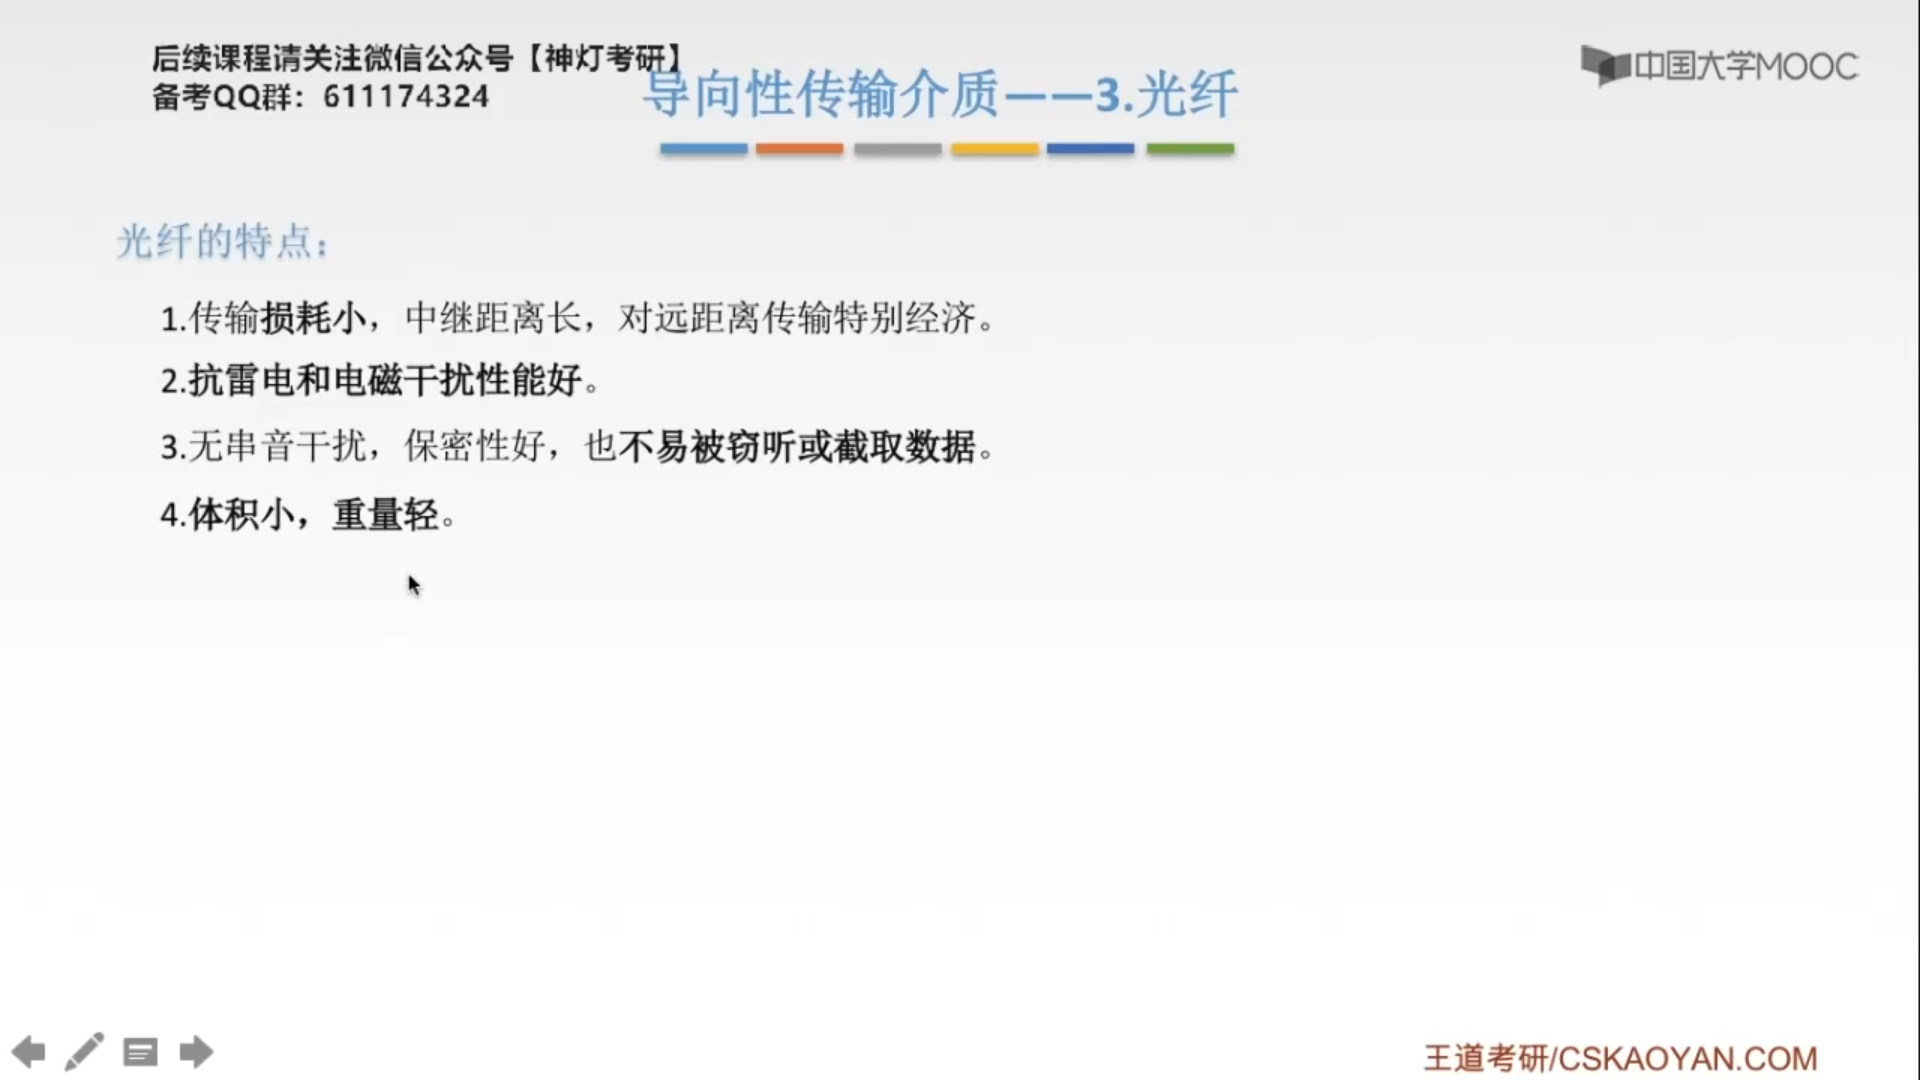 后续课程请关注微信公众号【神灯考研】
备考QQ群：611174324
中国大学MOOC
导向性传输介质——3.光纤
光纤的特点：
1.传输损耗小，中继距离长，对远距离传输特别经济。
2.抗雷电和电磁干扰性能好。
3.无串音干扰，保密性好，也不易被窃听或截取数据。
4.体积小，重量轻。
王道考研/CSKAOYAN.COM